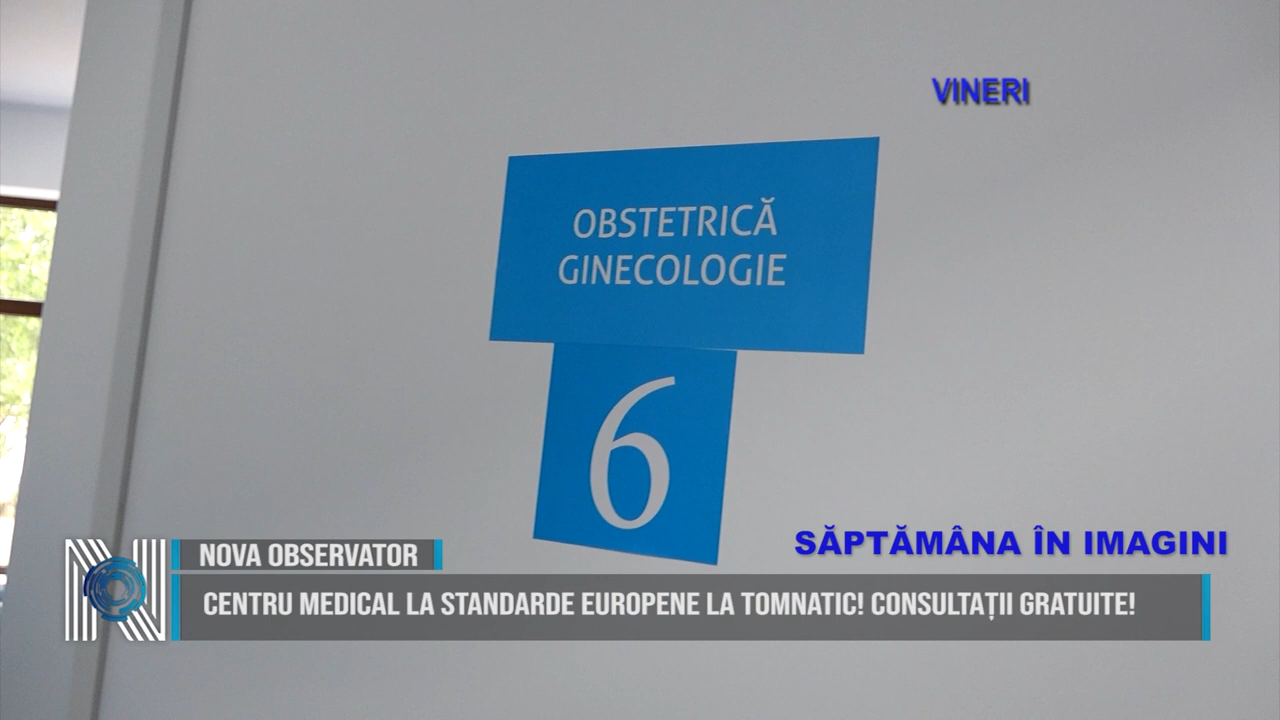 VINERI
OBSTETRICĂ
GINECOLOGIE
6
SĂPTĂMÂNA ÎN IMAGINI
NOVA OBSERVATOR
CENTRU MEDICAL LA STANDARDE EUROPENE LA TOMNATIC! CONSULTAȚII GRATUITE!